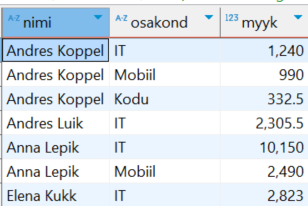 A-Z nimi A-Z osakond 123 myyk
Andres Koppel IT 1,240
Andres Koppel Mobiil 990
Andres Koppel Kodu 332.5
Andres Luik IT 2,305.5
Anna Lepik IT 10,150
Anna Lepik Mobiil 2,490
Elena Kukk IT 2,823